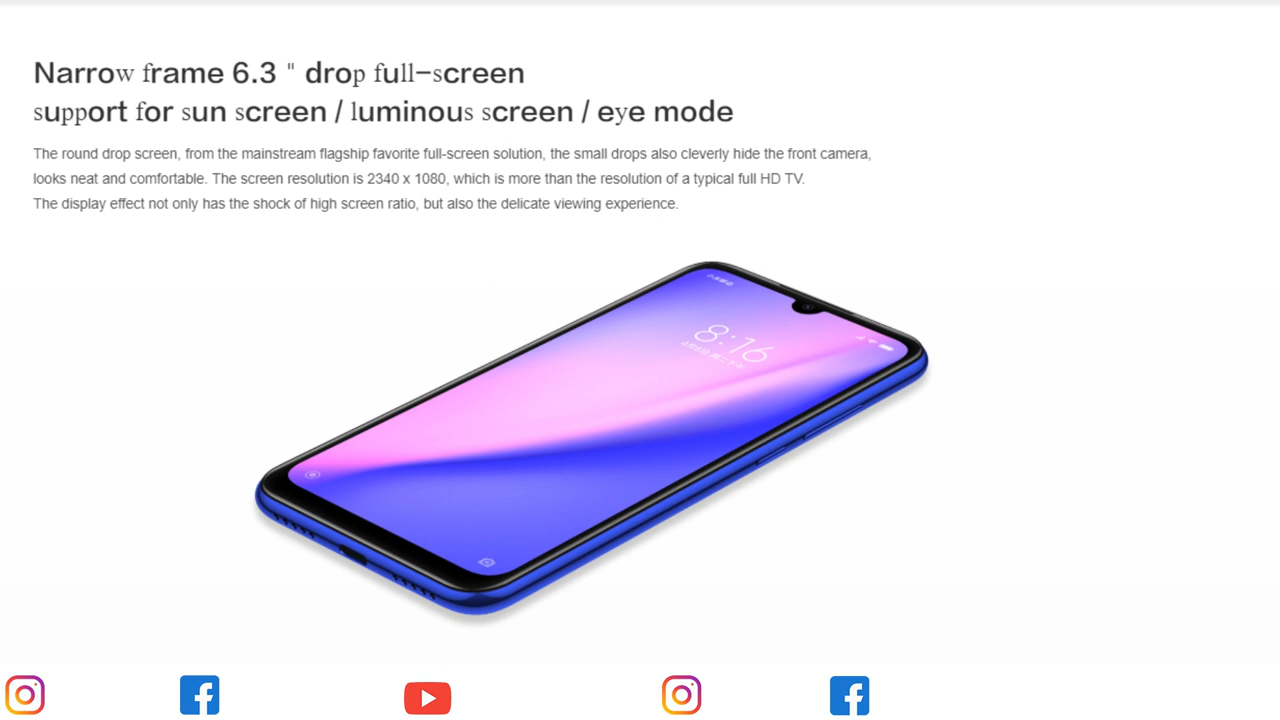 Narrow frame 6.3 " drop full-screen
support for sun screen / luminous screen / eye mode
The round drop screen, from the mainstream flagship favorite full-screen solution, the small drops also cleverly hide the front camera,
looks neat and comfortable. The screen resolution is 2340 x 1080, which is more than the resolution of a typical full HD TV.
The display effect not only has the shock of high screen ratio, but also the delicate viewing experience.
8:16